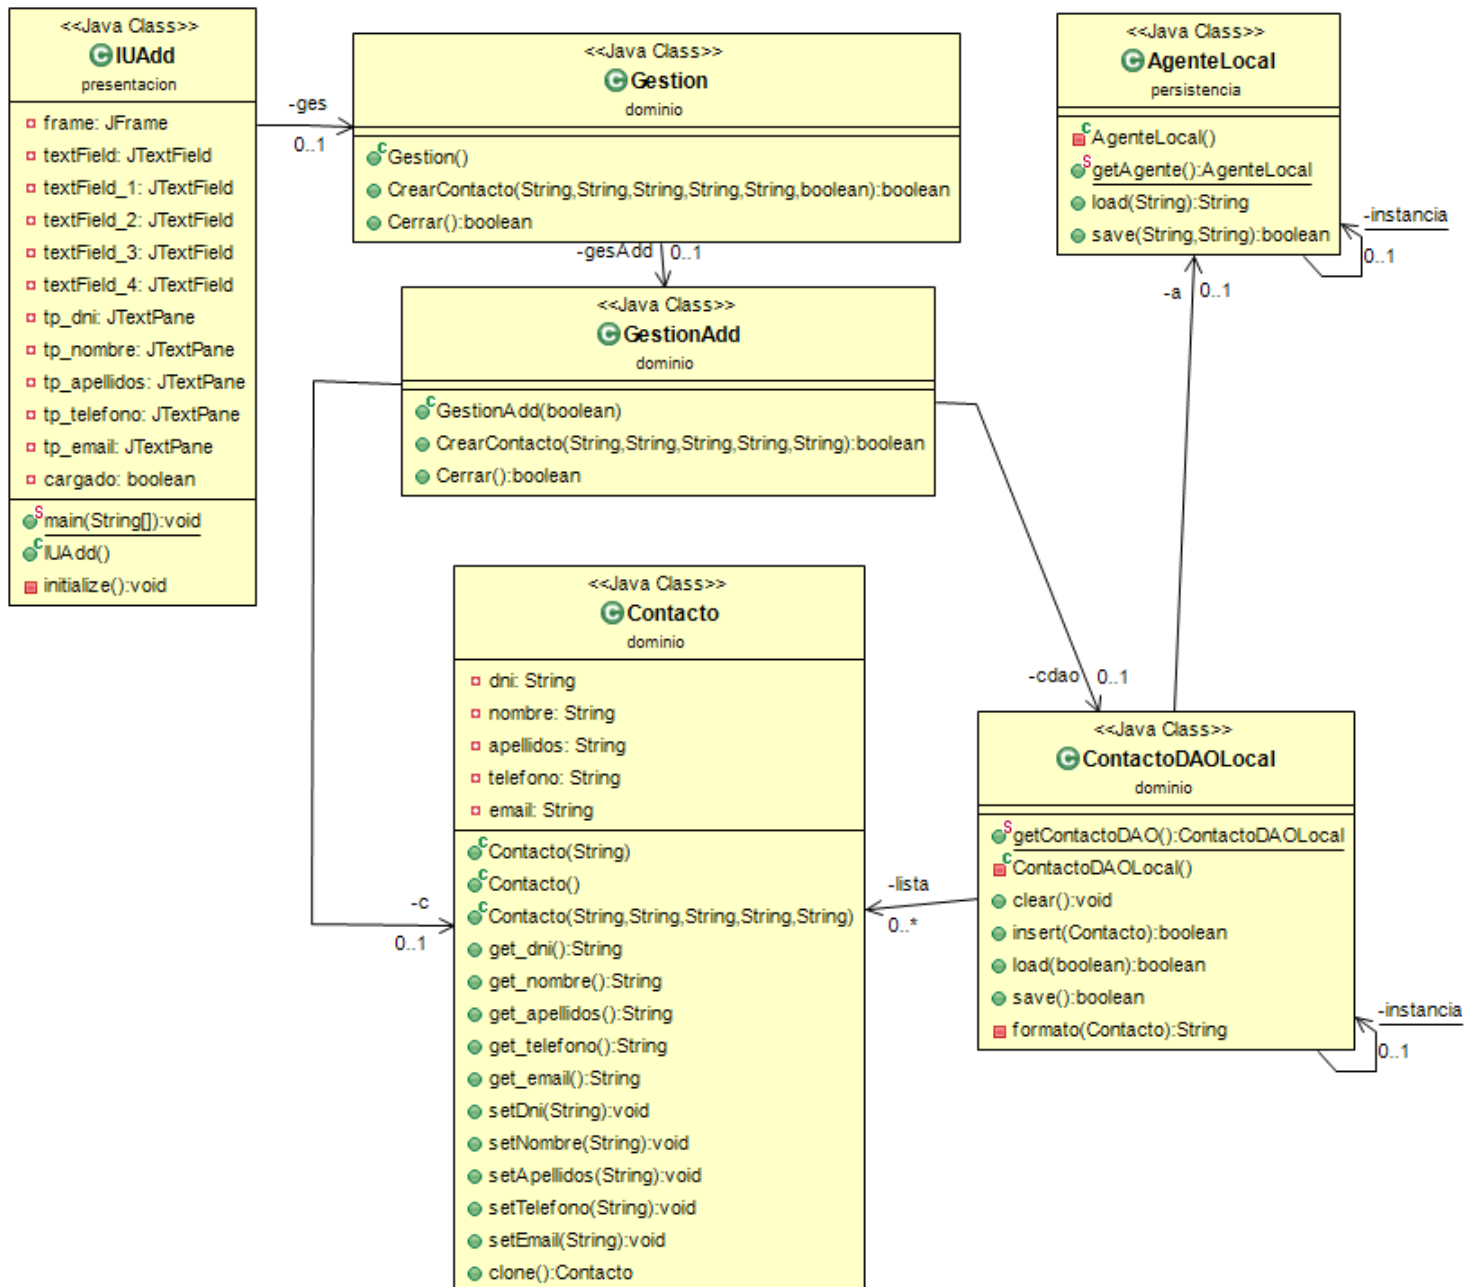 <<Java Class>>
IUAdd
presentacion
frame: JFrame
textField: JTextField
textField_1: JTextField
textField_2: JTextField
textField_3: JTextField
textField_4: JTextField
tp_dni: JTextPane
tp_nombre: JTextPane
tp_apellidos: JTextPane
tp_telefono: JTextPane
tp_email: JTextPane
cargado: boolean
main(String[]):void
IUAdd()
initialize():void
-ges
0..1
<<Java Class>>
Gestion
dominio
Gestion()
CrearContacto(String,String,String,String,String,boolean):boolean
Cerrar():boolean
-gesAdd
0..1
<<Java Class>>
GestionAdd
dominio
GestionAdd(boolean)
CrearContacto(String,String,String,String,String):boolean
Cerrar():boolean
<<Java Class>>
AgenteLocal
persistencia
AgenteLocal()
getAgente():AgenteLocal
load(String):String
save(String,String):boolean
-instancia
0..1
-a
0..1
-c
0..1
<<Java Class>>
Contacto
dominio
dni: String
nombre: String
apellidos: String
telefono: String
email: String
Contacto(String)
Contacto()
Contacto(String,String,String,String,String)
get_dni():String
get_nombre():String
get_apellidos():String
get_telefono():String
get_email():String
setDni(String):void
setNombre(String):void
setApellidos(String):void
setTelefono(String):void
setEmail(String):void
clone():Contacto
-lista
0..*
-cdao
0..1
<<Java Class>>
ContactoDAOLocal
dominio
getContactoDAO():ContactoDAOLocal
ContactoDAOLocal()
clear():void
insert(Contacto):boolean
load(boolean):boolean
save():boolean
formato(Contacto):String
-instancia
0..1